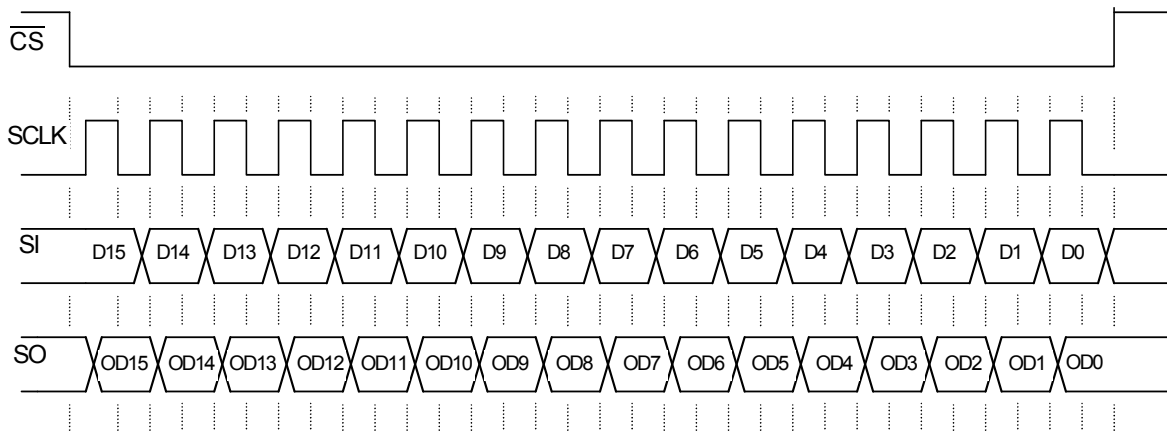 CS
SCLK
SI D15 D14 D13 D12 D11 D10 D9 D8 D7 D6 D5 D4 D3 D2 D1 D0
SO OD15 OD14 OD13 OD12 OD11 OD10 OD9 OD8 OD7 OD6 OD5 OD4 OD3 OD2 OD1 OD0